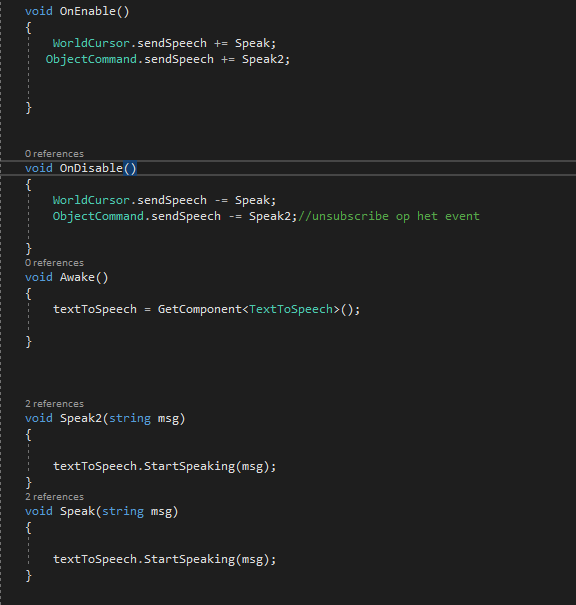 void OnEnable()
{
WorldCursor.sendSpeech += Speak;
ObjectCommand.sendSpeech += Speak2;
}
0 references
void OnDisable()
{
WorldCursor.sendSpeech -= Speak;
ObjectCommand.sendSpeech -= Speak2;//unsubscribe op het event
}
0 references
void Awake()
{
textToSpeech = GetComponent<TextToSpeech>();
}
2 references
void Speak2(string msg)
{
textToSpeech.StartSpeaking(msg);
}
2 references
void Speak(string msg)
{
textToSpeech.StartSpeaking(msg);
}